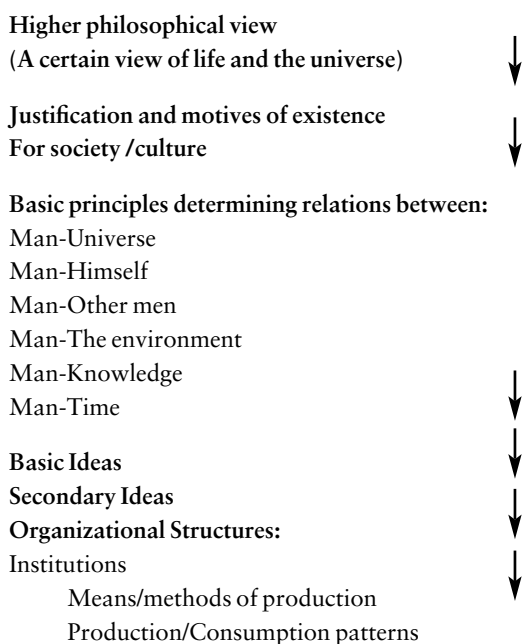 Higher philosophical view
(A certain view of life and the universe)
Justification and motives of existence
For society /culture
Basic principles determining relations between:
Man-Universe
Man-Himself
Man-Other men
Man-The environment
Man-Knowledge
Man-Time
Basic Ideas
Secondary Ideas
Organizational Structures:
Institutions
Means/methods of production
Production/Consumption patterns